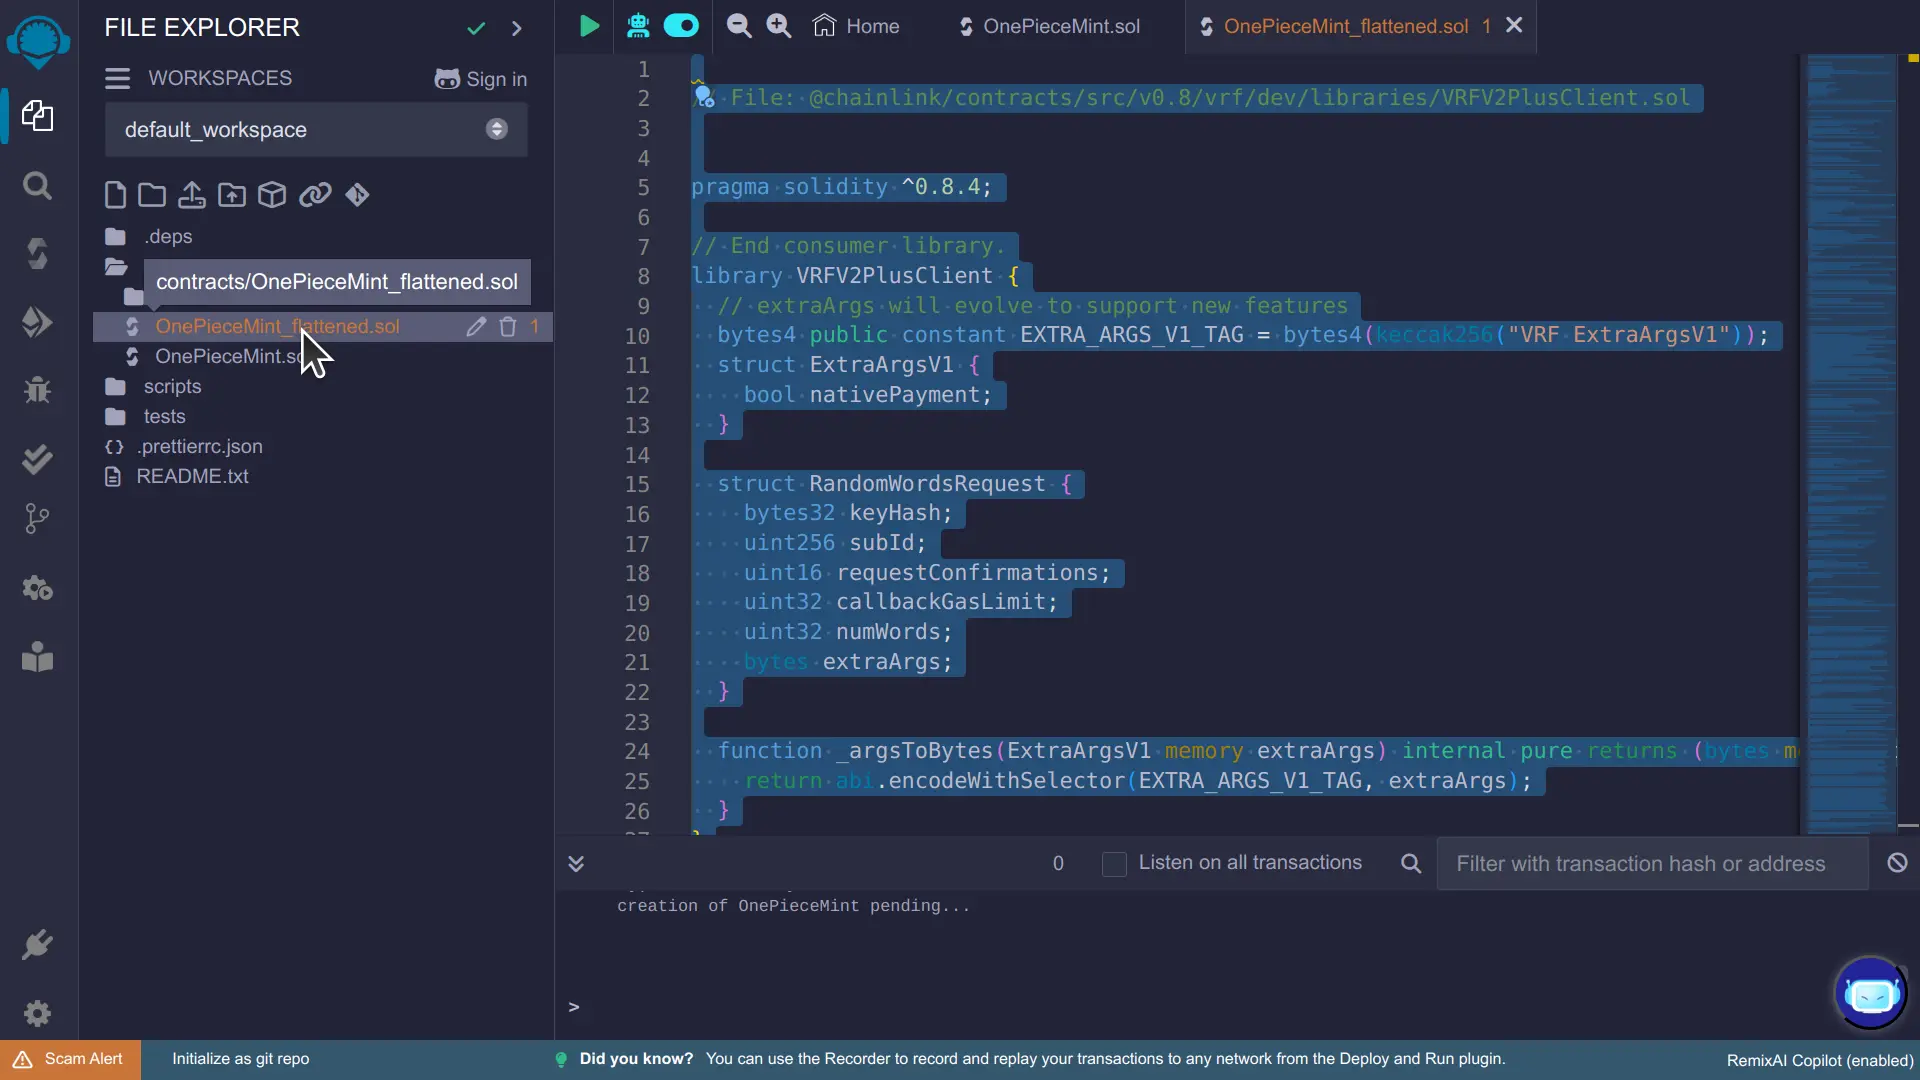 FILE EXPLORER
WORKSPACES
Sign in
default_workspace
.deps
contracts/OnePieceMint_flattened.sol
OnePieceMint_flattened.sol 1
OnePieceMint.so
scripts
tests
{} .prettierrc.json
README.txt
Home
OnePieceMint.sol
OnePieceMint_flattened.sol 1
1
2 // File: @chainlink/contracts/src/v0.8/vrf/dev/libraries/VRFV2PlusClient.sol
3
4
5 pragma solidity ^0.8.4;
6
7 // End consumer library.
8 library VRFV2PlusClient {
9 // extraArgs will evolve to support new features
10 bytes4 public constant EXTRA_ARGS_V1_TAG = bytes4(keccak256("VRF ExtraArgsV1"));
11 struct ExtraArgsV1 {
12 bool nativePayment;
13 }
14
15 struct RandomWordsRequest {
16 bytes32 keyHash;
17 uint256 subId;
18 uint16 requestConfirmations;
19 uint32 callbackGasLimit;
20 uint32 numWords;
21 bytes extraArgs;
22 }
23
24 function _argsToBytes(ExtraArgsV1 memory extraArgs) internal pure returns (bytes m
25 return abi.encodeWithSelector(EXTRA_ARGS_V1_TAG, extraArgs);
26 }
0
Listen on all transactions
Filter with transaction hash or address
creation of OnePieceMint pending...
>
Scam Alert
Initialize as git repo
Did you know? You can use the Recorder to record and replay your transactions to any network from the Deploy and Run plugin.
RemixAI Copilot (enabled)